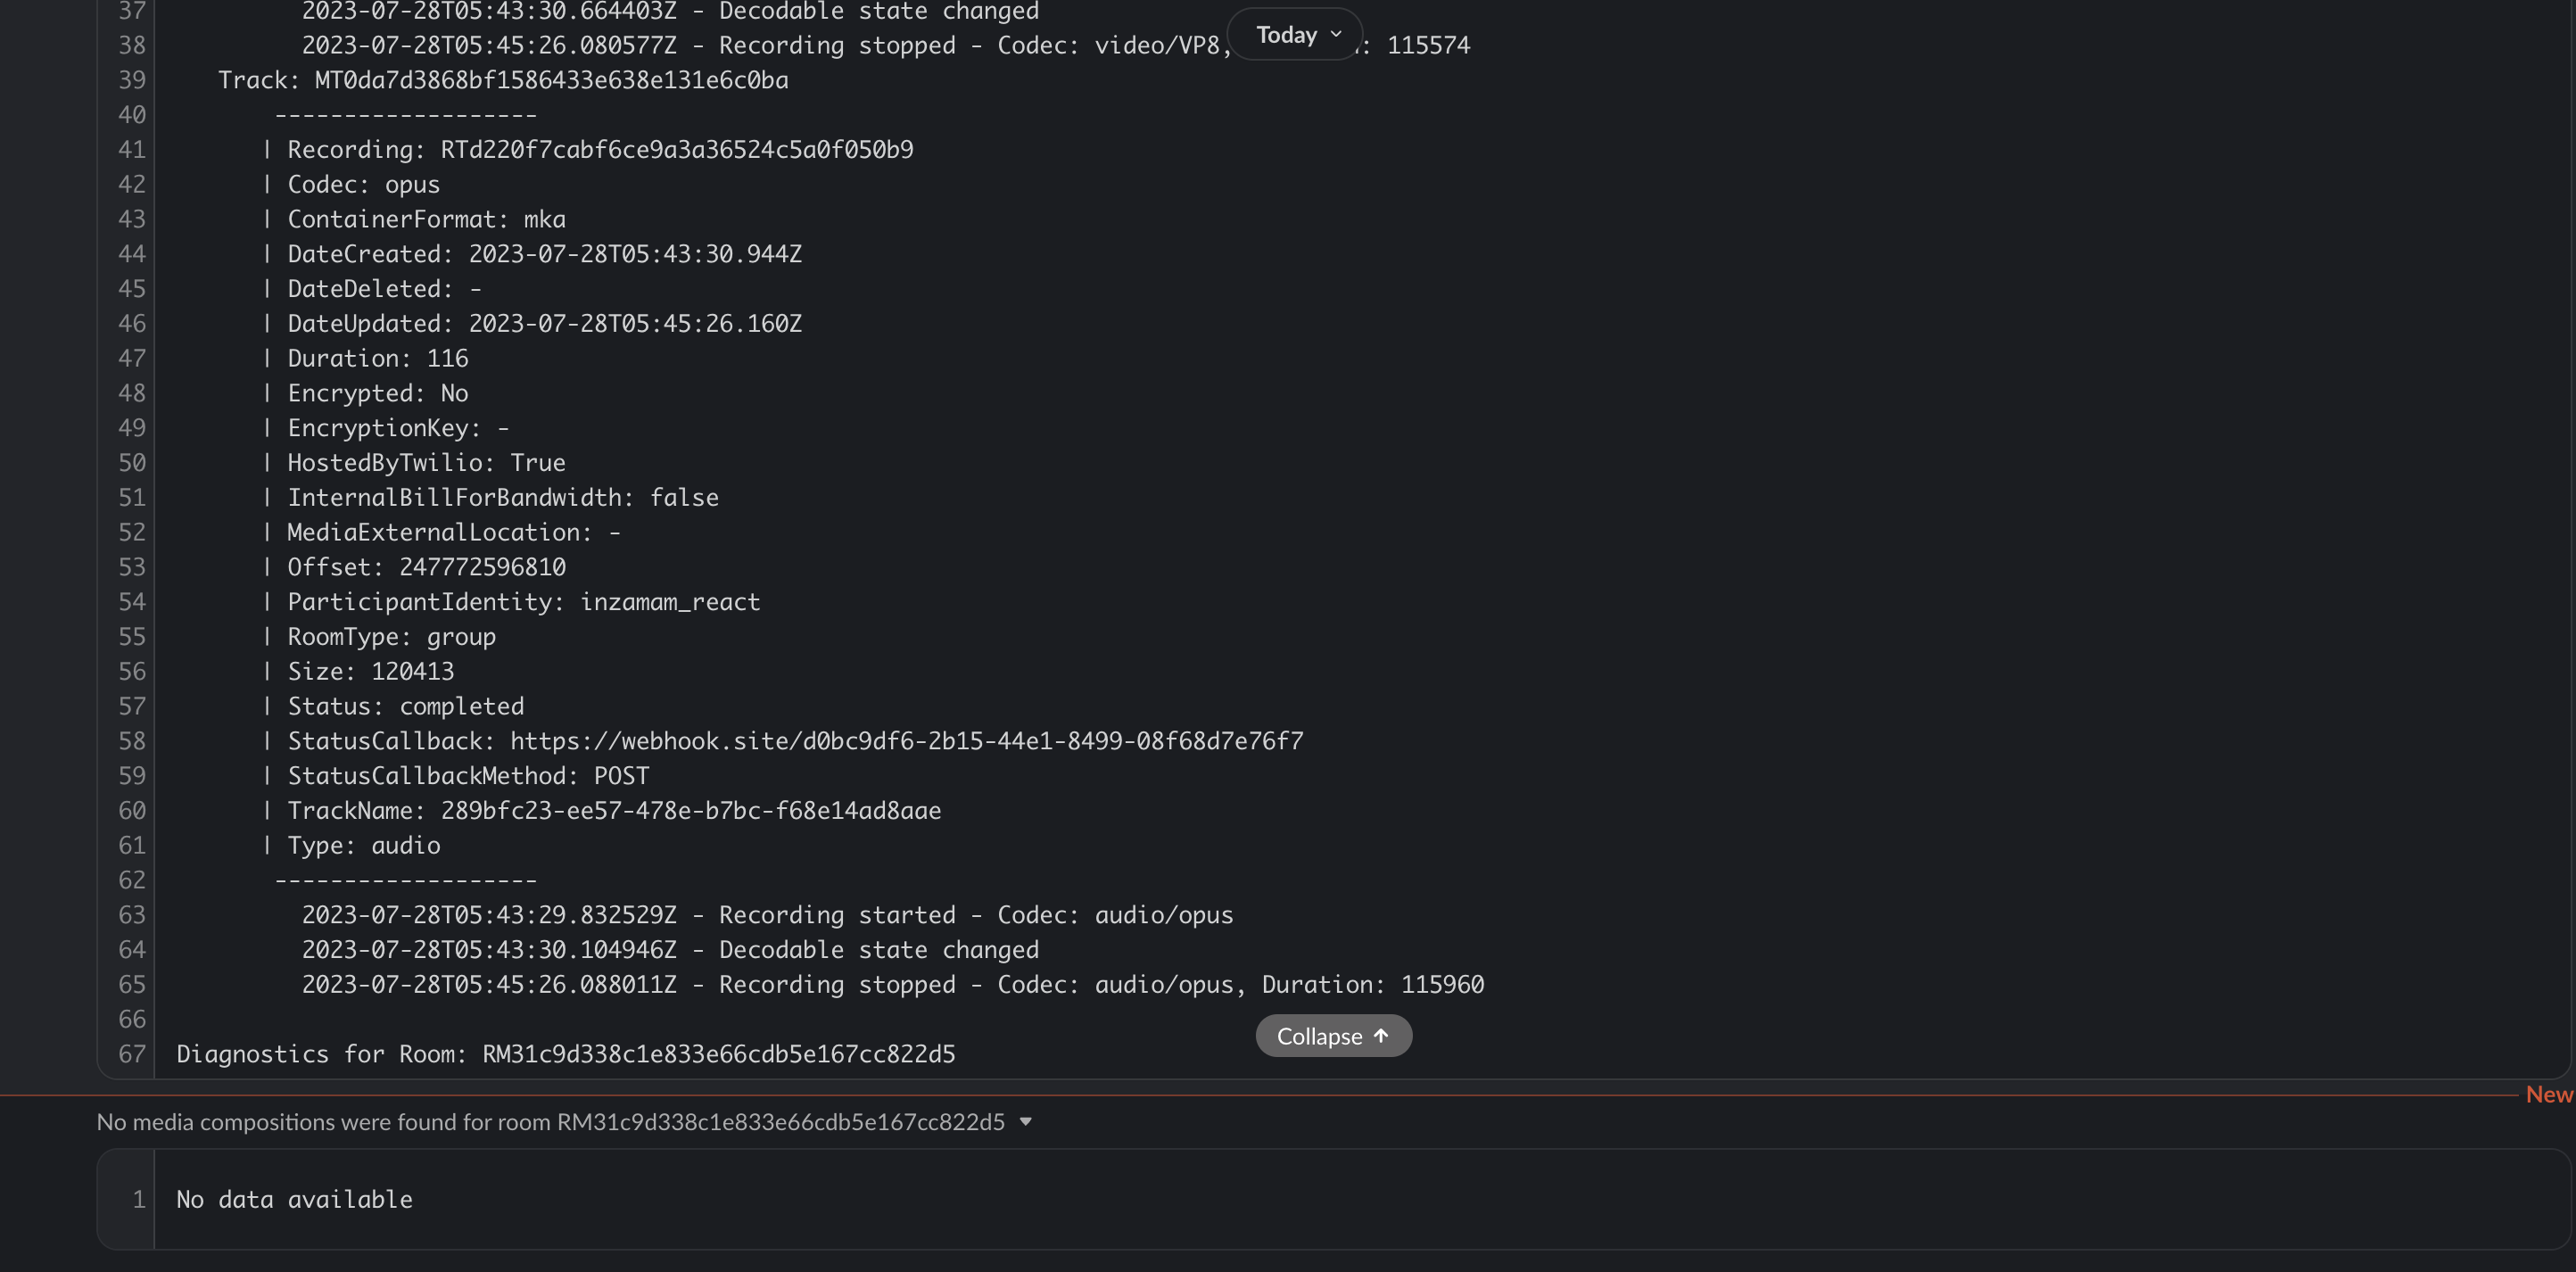 37 2023-07-28T05:43:30.664403Z - Decodable state changed
Today
38 2023-07-28T05:45:26.080577Z - Recording stopped - Codec: video/VP8, : 115574
39 Track: MT0da7d3868bf1586433e638e131e6c0ba
40 -------------------
41 | Recording: RTd220f7cabf6ce9a3a36524c5a0f050b9
42 | Codec: opus
43 | ContainerFormat: mka
44 | DateCreated: 2023-07-28T05:43:30.944Z
45 | DateDeleted: -
46 | DateUpdated: 2023-07-28T05:45:26.160Z
47 | Duration: 116
48 | Encrypted: No
49 | EncryptionKey: -
50 | HostedByTwilio: True
51 | InternalBillForBandwidth: false
52 | MediaExternalLocation: -
53 | Offset: 247772596810
54 | ParticipantIdentity: inzamam_react
55 | RoomType: group
56 | Size: 120413
57 | Status: completed
58 | StatusCallback: https://webhook.site/d0bc9df6-2b15-44e1-8499-08f68d7e76f7
59 | StatusCallbackMethod: POST
60 | TrackName: 289bfc23-ee57-478e-b7bc-f68e14ad8aae
61 | Type: audio
62 -------------------
63 2023-07-28T05:43:29.832529Z - Recording started - Codec: audio/opus
64 2023-07-28T05:43:30.104946Z - Decodable state changed
65 2023-07-28T05:45:26.088011Z - Recording stopped - Codec: audio/opus, Duration: 115960
66
Collapse ↑
67 Diagnostics for Room: RM31c9d338c1e833e66cdb5e167cc822d5
New
No media compositions were found for room RM31c9d338c1e833e66cdb5e167cc822d5
1 No data available